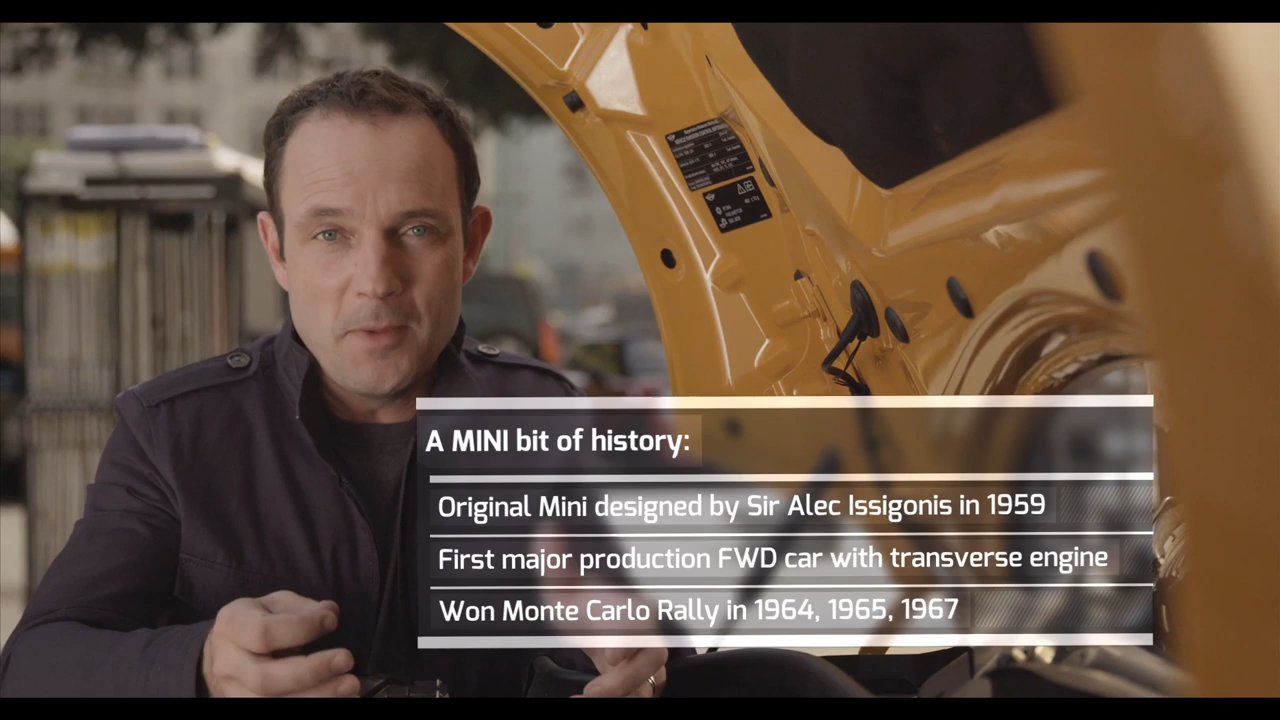 A MINI bit of history:
Original Mini designed by Sir Alec Issigonis in 1959
First major production FWD car with transverse engine
Won Monte Carlo Rally in 1964, 1965, 1967